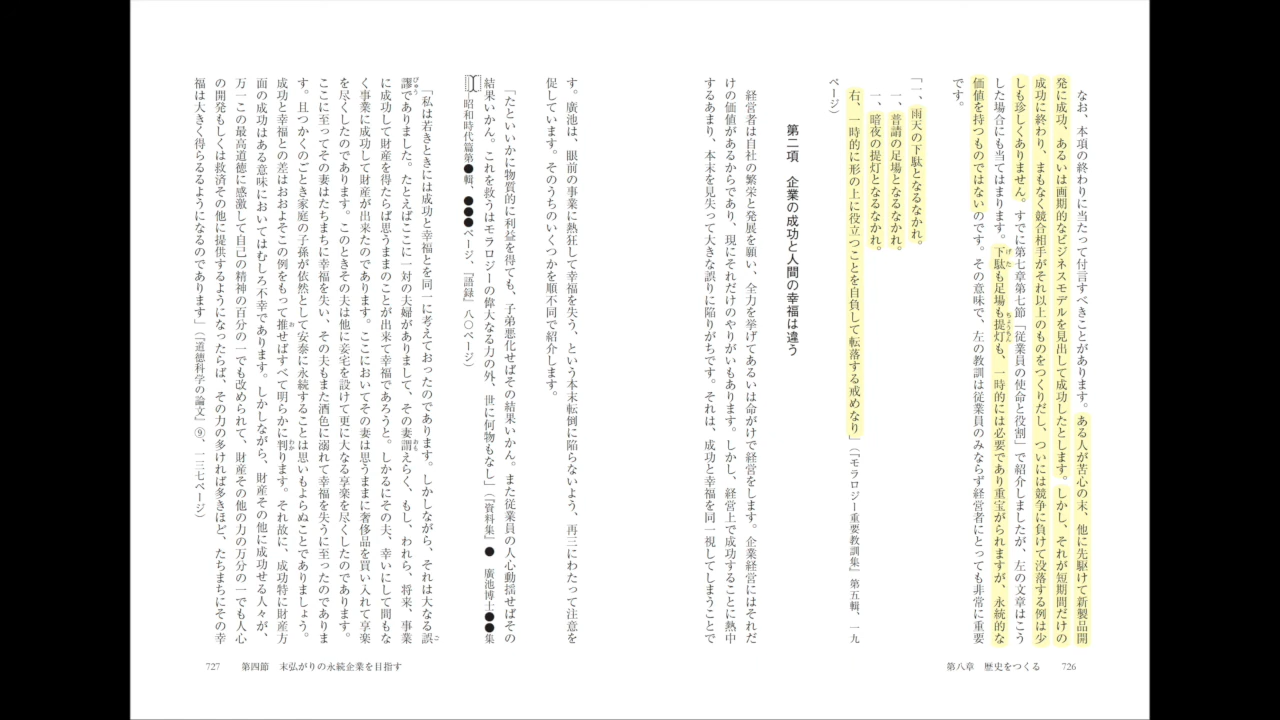 なお、本項の終わりに当たって付言すべきことがあります。ある人が苦心の末、他に先駆けて新製品開
発に成功、あるいは画期的なビジネスモデルを見出して成功したとします。しかし、それが短期間だけの
成功に終わり、まもなく競合相手がそれ以上のものをつくりだし、ついには競争に負けて没落する例は少
しも珍しくありません。すでに第七章第七節「従業員の使命と役割」で紹介しましたが、左の文章はこう
した場合にも当てはまります。下駄も足場も提灯も、一時的には必要であり重宝がられますが、永続的な
価値を持つものではないのです。その意味で、左の教訓は従業員のみならず経営者にとっても非常に重要
です。
「一、雨天の下駄となるなかれ。
一、普請の足場となるなかれ。
一、暗夜の提灯となるなかれ。
右、一時的に形の上に役立つことを自負して転落する戒めなり」(『モラロジー重要教訓集』第五輯、一九
ページ)
第二項 企業の成功と人間の幸福は違う
経営者は自社の繁栄と発展を願い、全力を挙げてあるいは命がけで経営をします。企業経営にはそれだ
けの価値があるからであり、現にそれだけのやりがいもあります。しかし、経営上で成功することに熱中
するあまり、本末を見失って大きな誤りに陥りがちです。それは、成功と幸福を同一視してしまうことで
726 第八章 歴史をつくる
す。廣池は、眼前の事業に熱狂して幸福を失う、という本末転倒に陥らないよう、再三にわたって注意を
促しています。そのうちのいくつかを順不同で紹介します。
「たといいかに物質的に利益を得ても、子弟悪化せばその結果いかん。また従業員の人心動揺せばその
結果いかん。これを救うはモラロジーの偉大なる力の外、世に何物もなし」(『資料集』● 廣池博士●●集
昭和時代篇第●輯、●●●ページ、『語録』八〇ページ)
「私は若きときには成功と幸福とを同一に考えておったのであります。しかしながら、それは大なる誤
謬でありました。たとえばここに一対の夫婦がありまして、その妻謂えらく、もし、われら、将来、事業
に成功して財産を得たらば思うままのことが出来て幸福であろうと。しかるにその夫、幸いにして間もな
く事業に成功して財産が出来たのであります。ここにおいてその妻は思うままに奢侈品を買い入れて享楽
を尽くしたのであります。このときその夫は他に妾宅を設けて更に大なる享楽を尽くしたのであります。
ここに至ってその妻はたちまちに幸福を失い、その夫もまた酒色に溺れて幸福を失うに至ったのでありま
す。且つかくのごとき家庭の子孫が依然として安泰に永続することは思いもよらぬことでありましょう。
成功と幸福との差はおおよそこの例をもって推せばすべて明らかに判ります。それ故に、成功特に財産方
面の成功はある意味においてはむしろ不幸であります。しかしながら、財産その他に成功せる人々が、
万一この最高道徳に感激して自己の精神の百分の一でも改められて、財産その他の力の万分の一でも人心
の開発もしくは救済その他に提供するようになったらば、その力の多ければ多きほど、たちまちにその幸
福は大きく得らるるようになるのであります」(『道徳科学の論文』⑨、一三七ページ)
727 第四節 末弘がりの永続企業を目指す